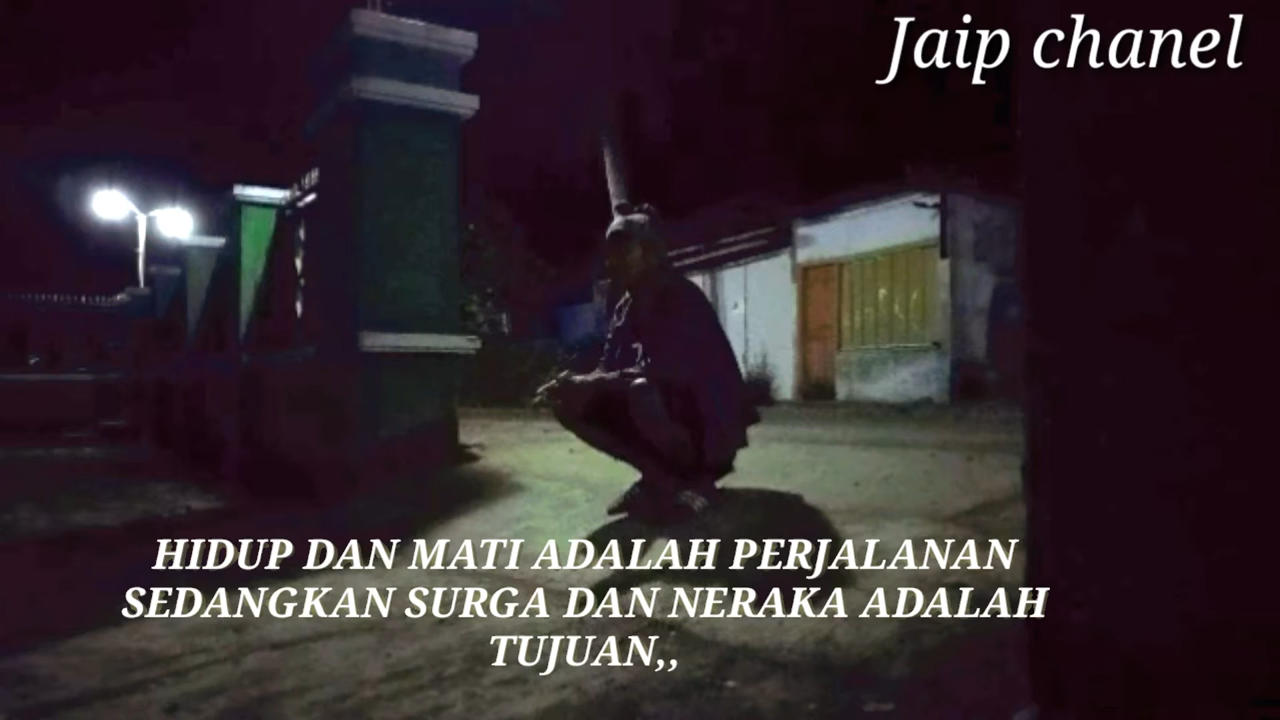 Jaip chanel
HIDUP DAN MATI ADALAH PERJALANAN
SEDANGKAN SURGA DAN NERAKA ADALAH
TUJUAN,,